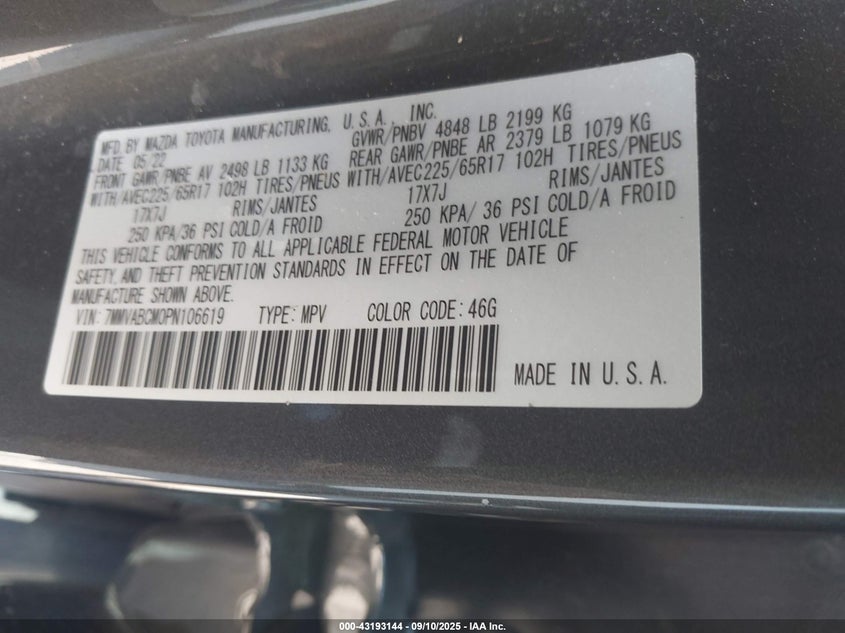 MFD. BY MAZDA TOYOTA MANUFACTURING, U.S.A., INC.
DATE 05/22 GVWR/PNBV 4848 LB 2199 KG
FRONT GAWR/PNBE AV 2498 LB 1133 KG REAR GAWR/PNBE AR 2379 LB 1079 KG
WITH/AVEC225/65R17 102H TIRES/PNEUS WITH/AVEC225/65R17 102H TIRES/PNEUS
17X7J RIMS/JANTES 17X7J RIMS/JANTES
250 KPA/36 PSI COLD/A FROID 250 KPA/ 36 PSI COLD/A FROID
THIS VEHICLE CONFORMS TO ALL APPLICABLE FEDERAL MOTOR VEHICLE
SAFETY, AND THEFT PREVENTION STANDARDS IN EFFECT ON THE DATE OF
MANUFACTURE SHOWN ABOVE.
VIN: 7MMVABCM0PN106619 TYPE: MPV COLOR CODE: 46G
MADE IN U.S.A.
000-43193144 - 09/10/2025 - IAA Inc.